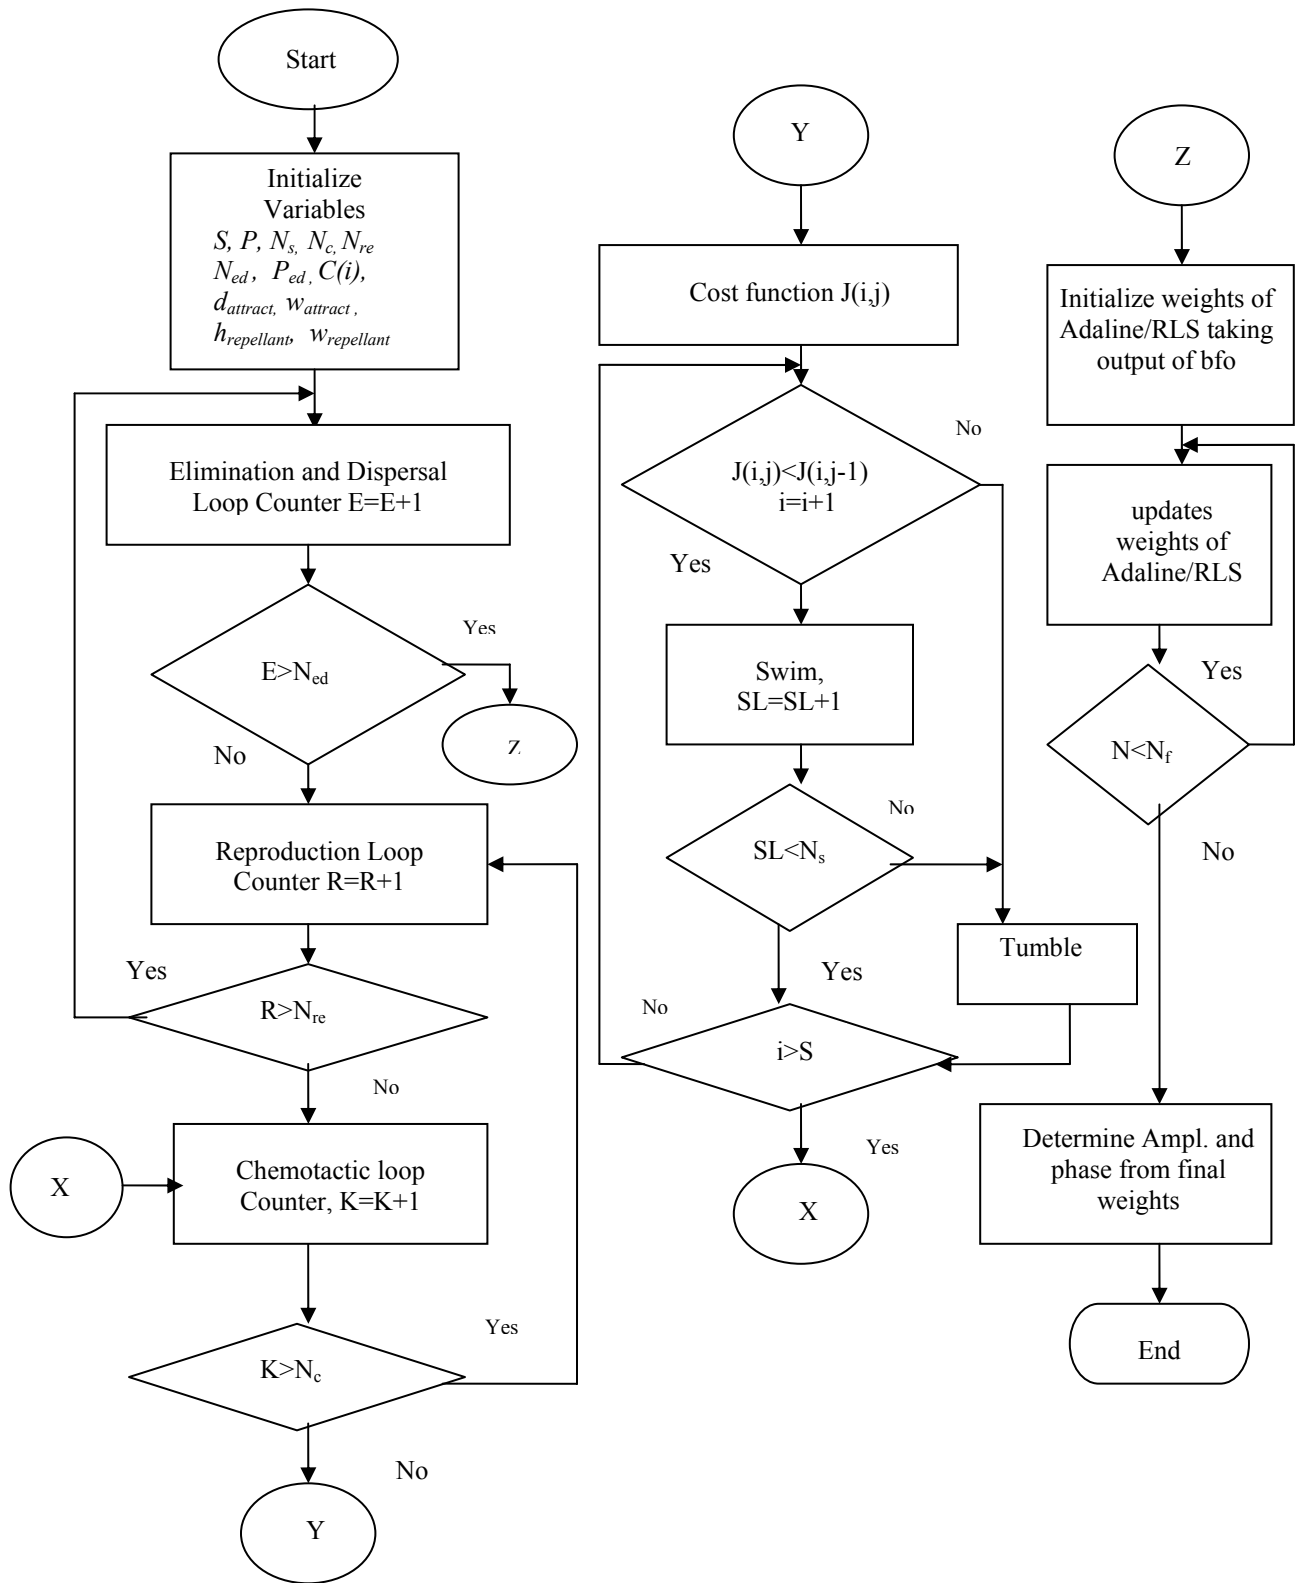 Start
Initialize
Variables
S, P, Ns, Nc, Nre
Ned, Ped, C(i),
dattract, wattract,
hrepellant, wrepellant
Elimination and Dispersal
Loop Counter E=E+1
E>Ned
Yes
Z
No
Reproduction Loop
Counter R=R+1
Yes
R>Nre
No
X
Chemotactic loop
Counter, K=K+1
Yes
K>Nc
No
Y
Y
Cost function J(i,j)
No
J(i,j)<J(i,j-1)
i=i+1
Yes
Swim,
SL=SL+1
No
SL<Ns
Tumble
Yes
No
i>S
Yes
X
Z
Initialize weights of
Adaline/RLS taking
output of bfo
updates
weights of
Adaline/RLS
Yes
N<Nf
No
Determine Ampl. and
phase from final
weights
End